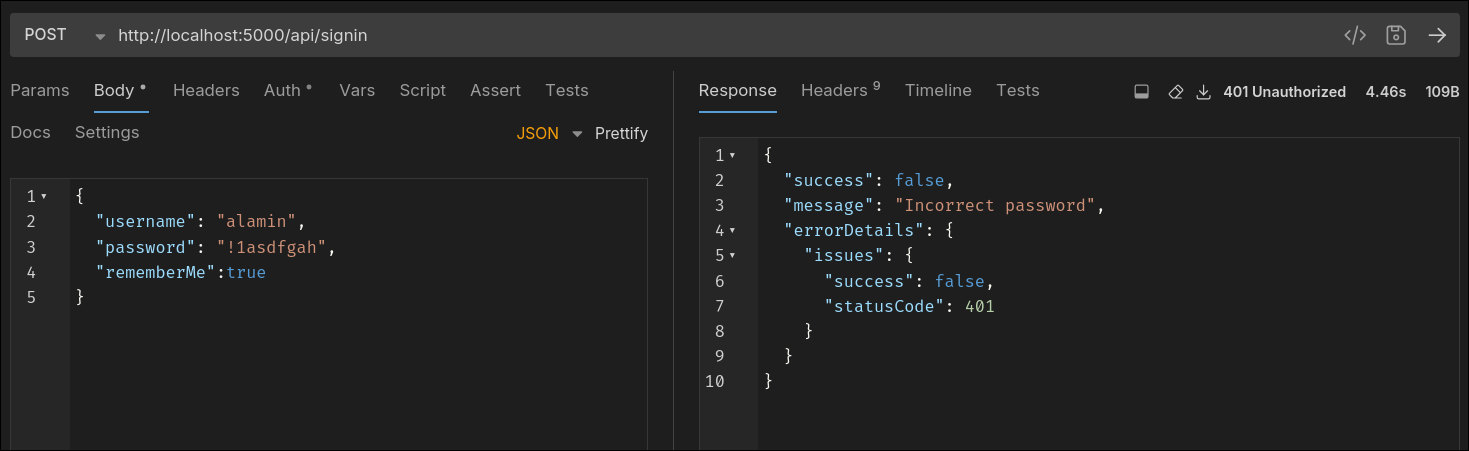 POST http://localhost:5000/api/signin
Params Body Headers Auth Vars Script Assert Tests
Docs Settings JSON Prettify
1 {
2 "username": "alamin",
3 "password": "!1asdfgah",
4 "rememberMe":true
5 }
Response Headers 9 Timeline Tests 401 Unauthorized 4.46s 109B
1 {
2 "success": false,
3 "message": "Incorrect password",
4 "errorDetails": {
5 "issues": {
6 "success": false,
7 "statusCode": 401
8 }
9 }
10 }